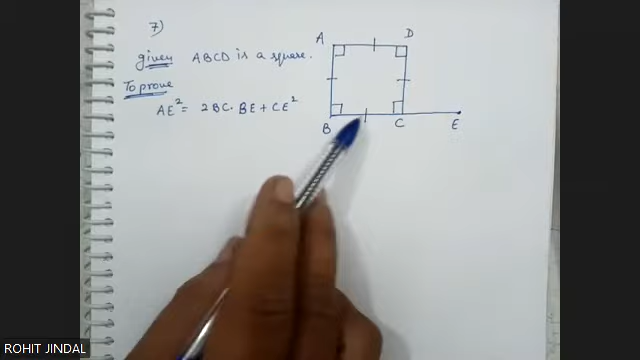 7)
given ABCD is a square.
To prove
AE² = 2BC· BE + CE²
A
D
B
C
E
ROHIT JINDAL